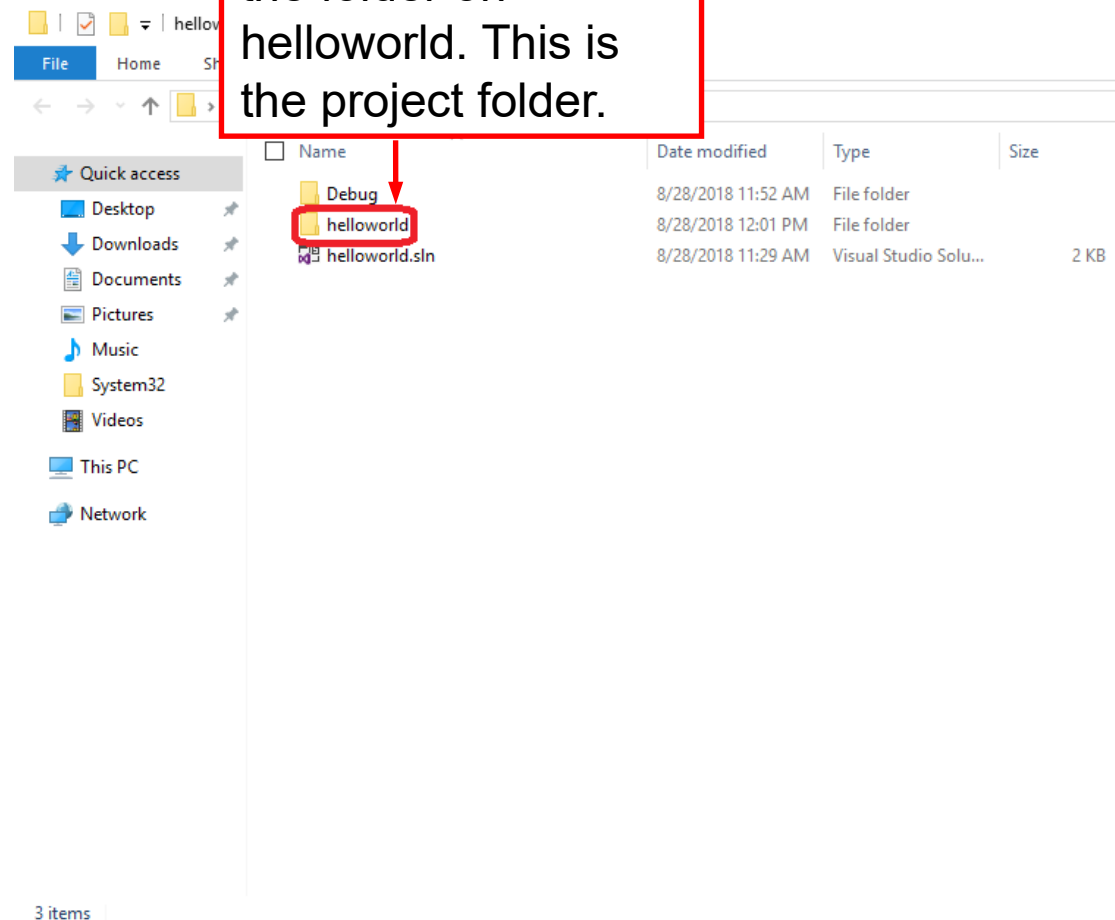 the folder on
helloworld. This is
the project folder.
File Home
Name Date modified Type Size
Quick access
Desktop
Downloads
Documents
Pictures
Music
System32
Videos
This PC
Network
Debug 8/28/2018 11:52 AM File folder
helloworld 8/28/2018 12:01 PM File folder
helloworld.sln 8/28/2018 11:29 AM Visual Studio Solu... 2 KB
3 items